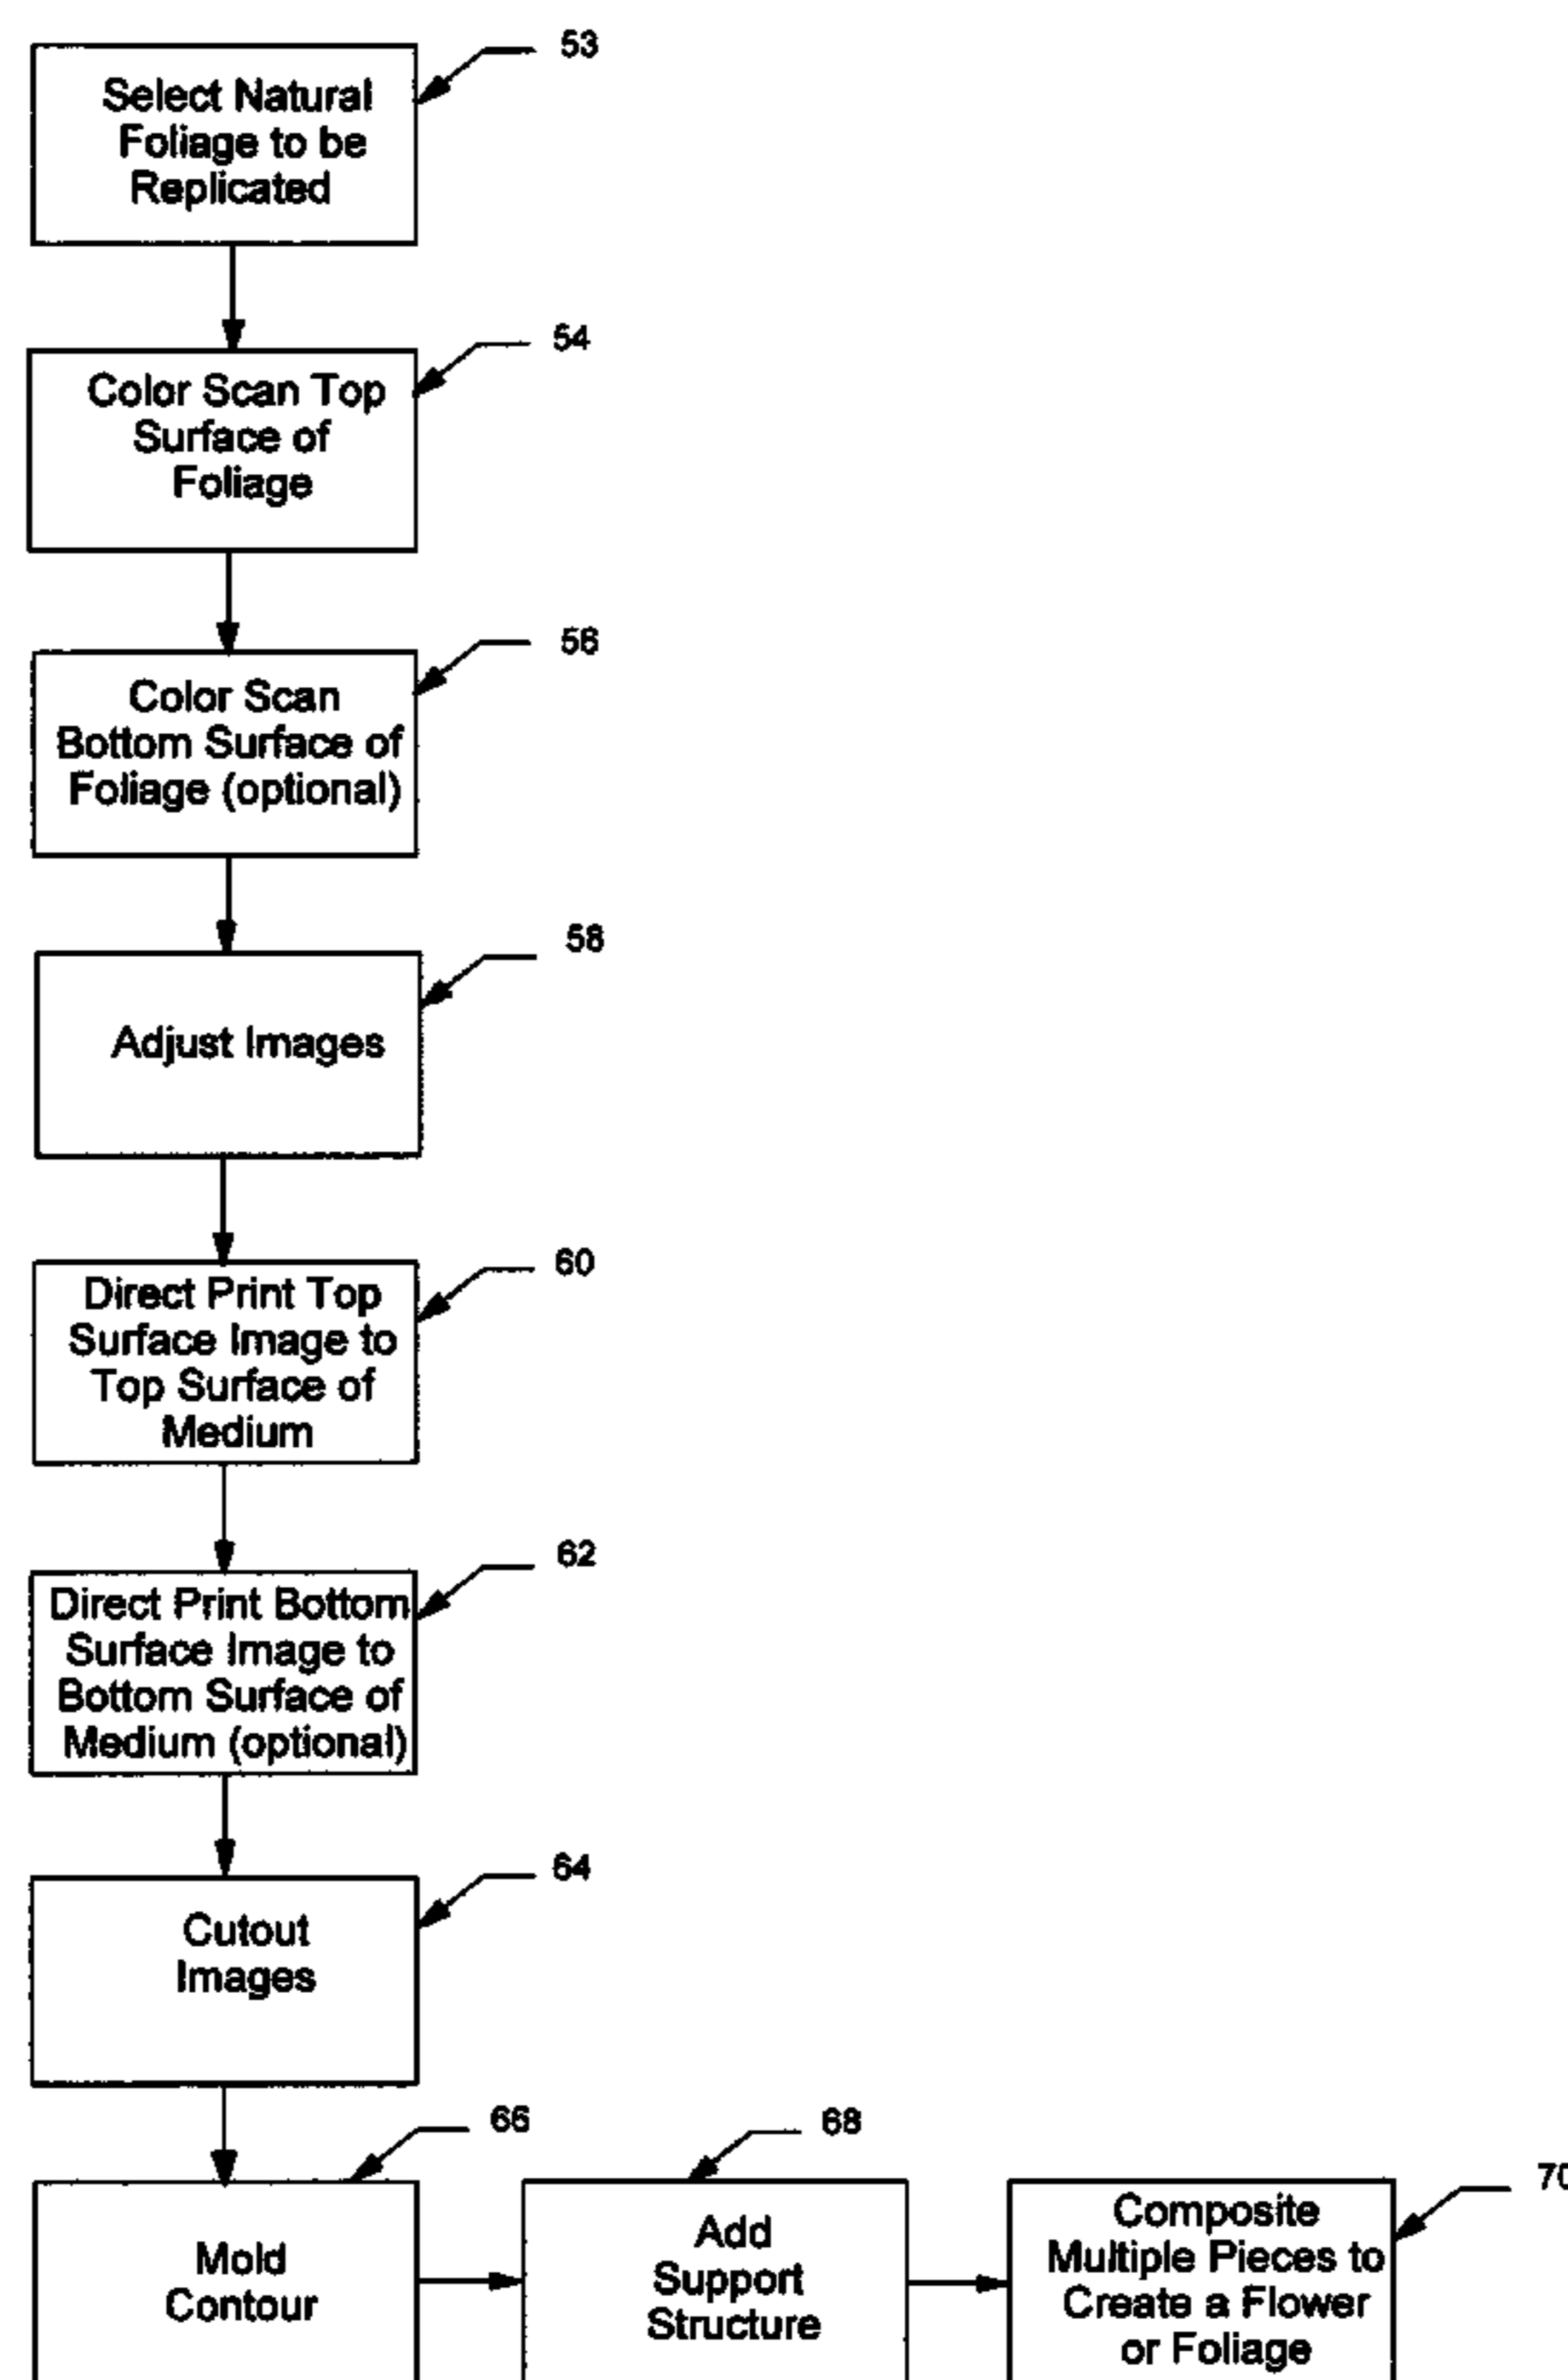 53
Select Natural
Foliage to be
Replicated
54
Color Scan Top
Surface of
Foliage
56
Color Scan
Bottom Surface of
Foliage (optional)
58
Adjust Images
60
Direct Print Top
Surface Image to
Top Surface of
Medium
62
Direct Print Bottom
Surface Image to
Bottom Surface of
Medium (optional)
64
Cutout
Images
66
Mold
Contour
68
Add
Support
Structure
70
Composite
Multiple Pieces to
Create a Flower
or Foliage